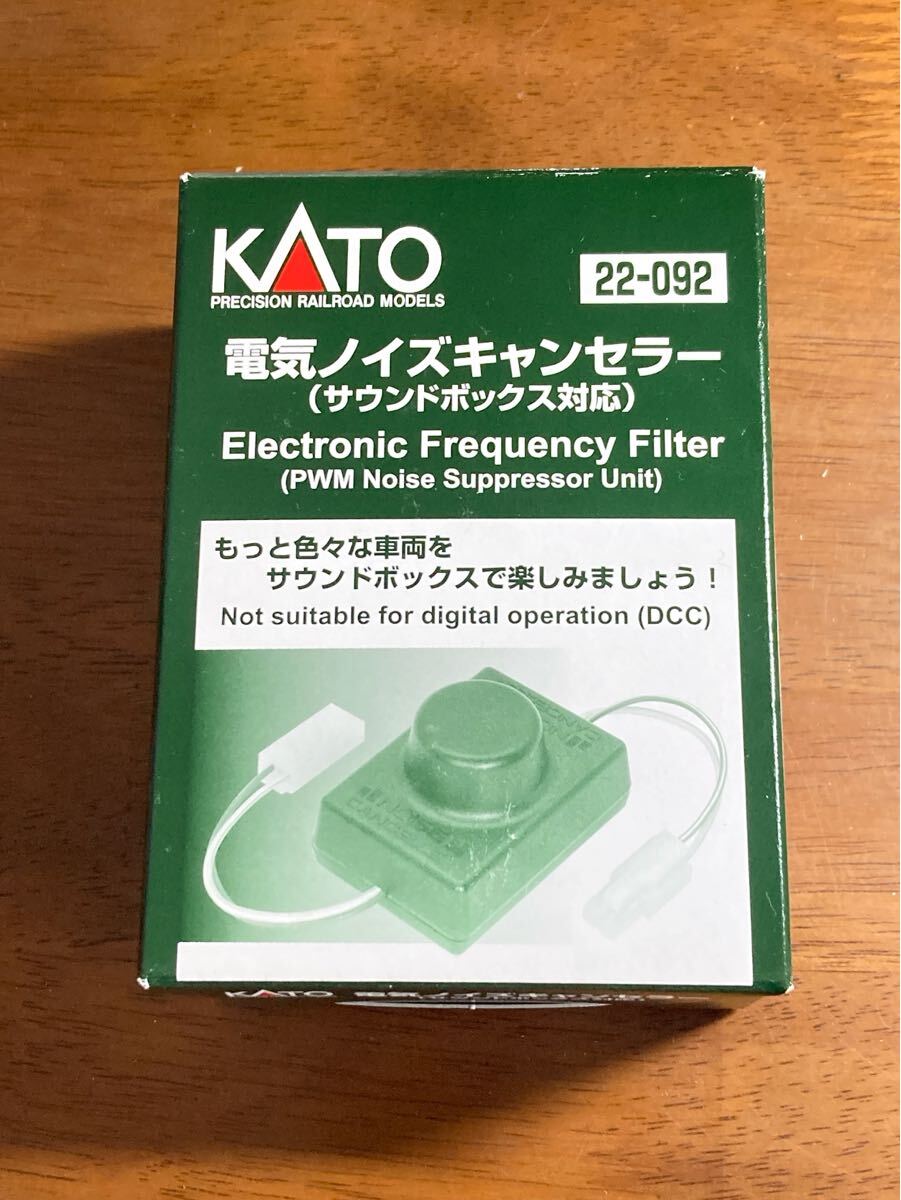 KATO
PRECISION RAILROAD MODELS
22-092
電気ノイズキャンセラー
(サウンドボックス対応)
Electronic Frequency Filter
(PWM Noise Suppressor Unit)
もっと色々な車両を
サウンドボックスで楽しみましょう!
Not suitable for digital operation (DCC)
KATO